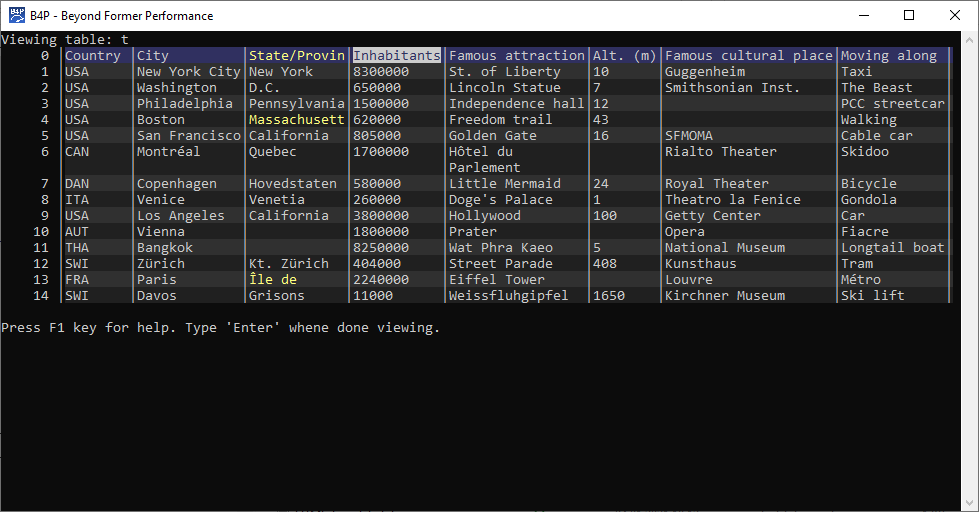 B4P - Beyond Former Performance
Viewing table: t
0 Country City State/Provin Inhabitants Famous attraction Alt. (m) Famous cultural place Moving along
1 USA New York City New York 8300000 St. of Liberty 10 Guggenheim Taxi
2 USA Washington D.C. 650000 Lincoln Statue 7 Smithsonian Inst. The Beast
3 USA Philadelphia Pennsylvania 1500000 Independence hall 12 PCC streetcar
4 USA Boston Massachusett 620000 Freedom trail 43 Walking
5 USA San Francisco California 805000 Golden Gate 16 SFMOMA Cable car
6 CAN Montréal Quebec 1700000 Hôtel du Rialto Theater Skidoo
Parlement
7 DAN Copenhagen Hovedstaten 580000 Little Mermaid 24 Royal Theater Bicycle
8 ITA Venice Venetia 260000 Doge's Palace 1 Theatro la Fenice Gondola
9 USA Los Angeles California 3800000 Hollywood 100 Getty Center Car
10 AUT Vienna 1800000 Prater Opera Fiacre
11 THA Bangkok 8250000 Wat Phra Kaeo 5 National Museum Longtail boat
12 SWI Zürich Kt. Zürich 404000 Street Parade 408 Kunsthaus Tram
13 FRA Paris Île de 2240000 Eiffel Tower Louvre Métro
14 SWI Davos Grisons 11000 Weissfluhgipfel 1650 Kirchner Museum Ski lift
Press F1 key for help. Type 'Enter' whene done viewing.